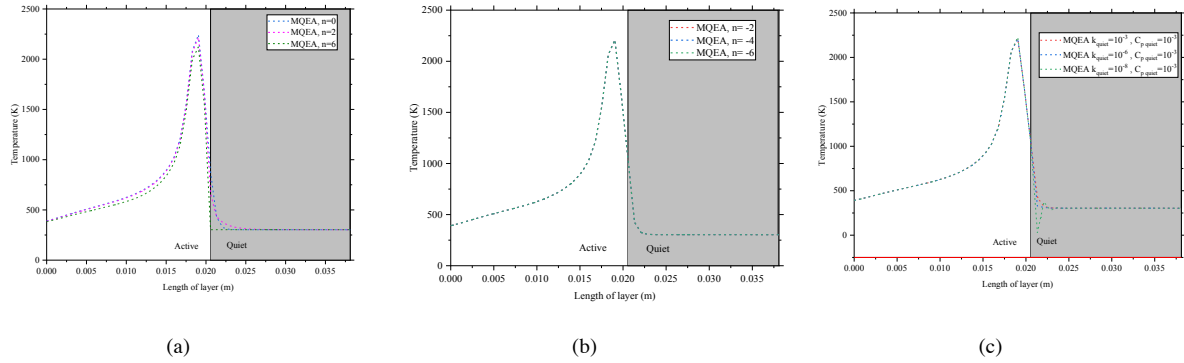 2500
2000
1500
1000
500
0
Temperature (K)
MQEA, n=0
MQEA, n=2
MQEA, n=6
Active
Quiet
0.000 0.005 0.010 0.015 0.020 0.025 0.030 0.035
Length of layer (m)
(a)
2500
2000
1500
1000
500
0
Temperature (K)
MQEA, n= -2
MQEA, n= -4
MQEA, n= -6
Active
Quiet
0.000 0.005 0.010 0.015 0.020 0.025 0.030 0.035
Length of layer (m)
(b)
2500
2000
1500
1000
500
0
Temperature (K)
MQEA k_quiet=10^-3 , C_p quiet=10^-3
MQEA k_quiet=10^-6 , C_p quiet=10^-3
MQEA k_quiet=10^-8 , C_p quiet=10^-3
Active
Quiet
0.000 0.005 0.010 0.015 0.020 0.025 0.030 0.035
Length of layer (m)
(c)